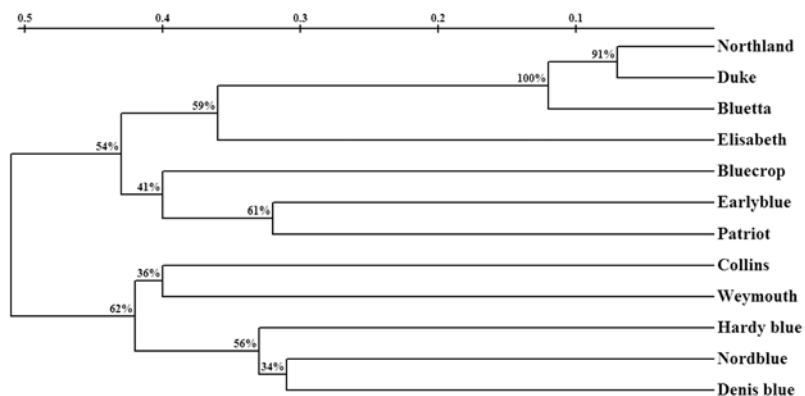 0.5 0.4 0.3 0.2 0.1
Northland
91%
Duke
100%
Bluetta
59%
Elisabeth
54%
Bluecrop
41%
Earlyblue
61%
Patriot
Collins
36%
Weymouth
62%
Hardy blue
56%
Nordblue
34%
Denis blue